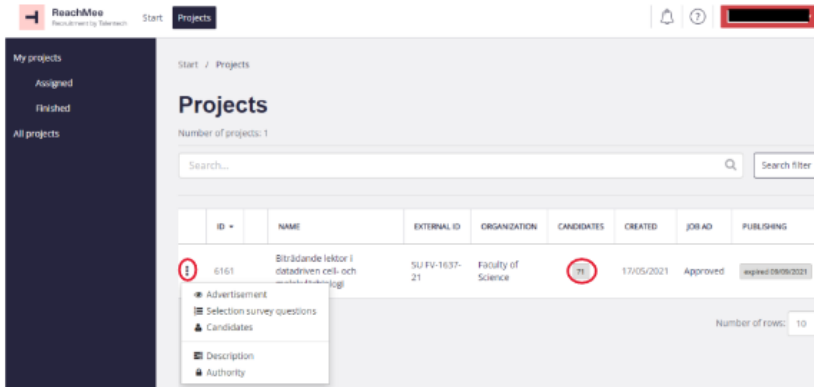 ReachMee
Recruitment by Talentech
Start
Projects
My projects
Assigned
Finished
All projects
Start / Projects
Projects
Number of projects: 1
Search...
Search filter
ID
NAME
EXTERNAL ID
ORGANIZATION
CANDIDATES
CREATED
JOB AD
PUBLISHING
6161
Biträdande lektor i
datadriven cell- och
SU FV-1637-
21
Faculty of
Science
71
17/05/2021
Approved
expired 09/09/2021
Advertisement
Selection survey questions
Candidates
Description
Authority
Number of rows: 10